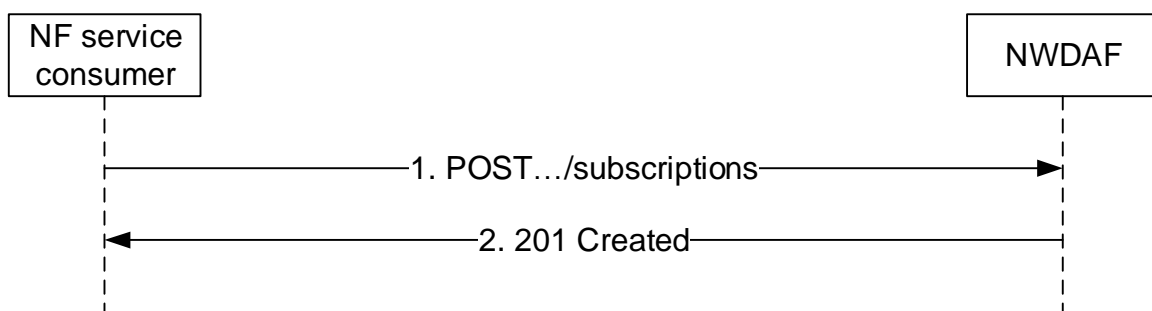 NF service
consumer
NWDAF
1. POST…/subscriptions
2. 201 Created